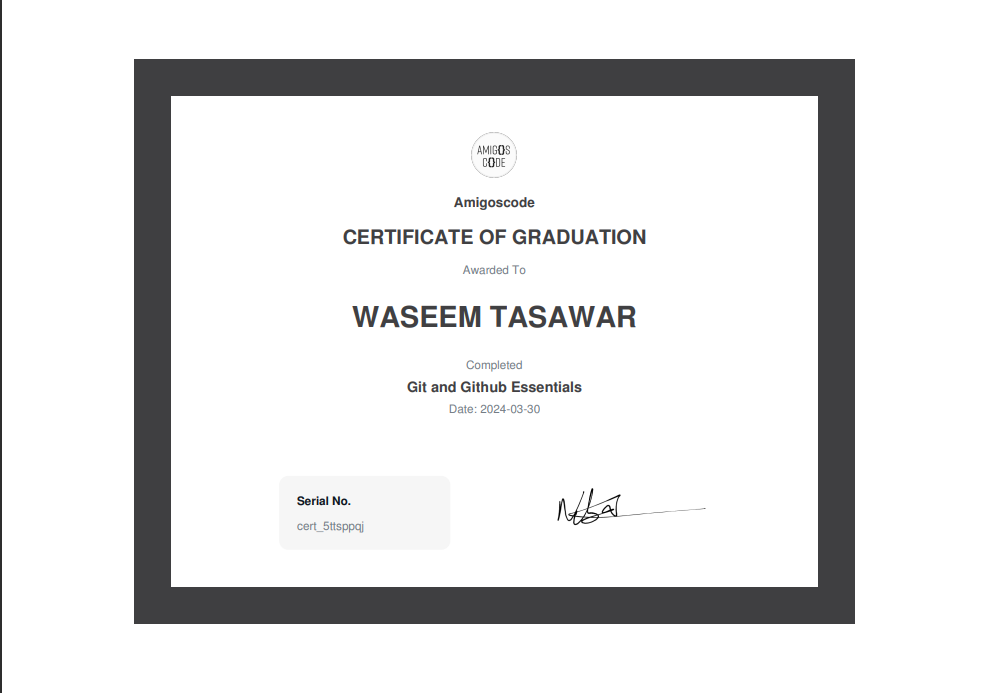 AMIGOS
CODE
Amigoscode
CERTIFICATE OF GRADUATION
Awarded To
WASEEM TASAWAR
Completed
Git and Github Essentials
Date: 2024-03-30
Serial No.
cert_5ttsppqj